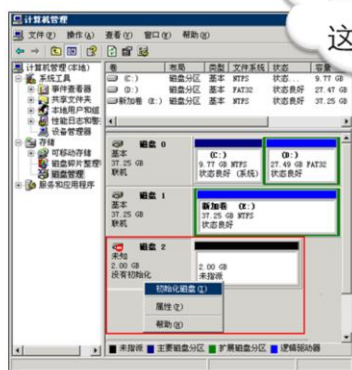 这
计算机管理
文件(F) 操作(A) 查看(V) 窗口(W) 帮助(H)
计算机管理(本地)
系统工具
事件查看器
共享文件夹
本地用户和组
性能日志和警
设备管理器
存储
可移动存储
磁盘碎片整理
磁盘管理
服务和应用程序
卷 布局 类型 文件系统 状态 容量
(C:) 磁盘分区 基本 NTFS 状态... 9.77 GB
(D:) 磁盘分区 基本 FAT32 状态良好 27.47 GB
新加卷 (E:) 磁盘分区 基本 NTFS 状态良好 37.25 GB
磁盘 0
基本
37.25 GB
联机
(C:)
9.77 GB NTFS
状态良好 (系统)
(D:)
27.49 GB FAT32
状态良好
磁盘 1
基本
37.25 GB
联机
新加卷 (E:)
37.25 GB NTFS
状态良好
磁盘 2
未知
2.00 GB
没有初始化
2.00 GB
未指派
初始化磁盘(I)
属性(P)
帮助(H)
未指派 主要磁盘分区 扩展磁盘分区 逻辑驱动器